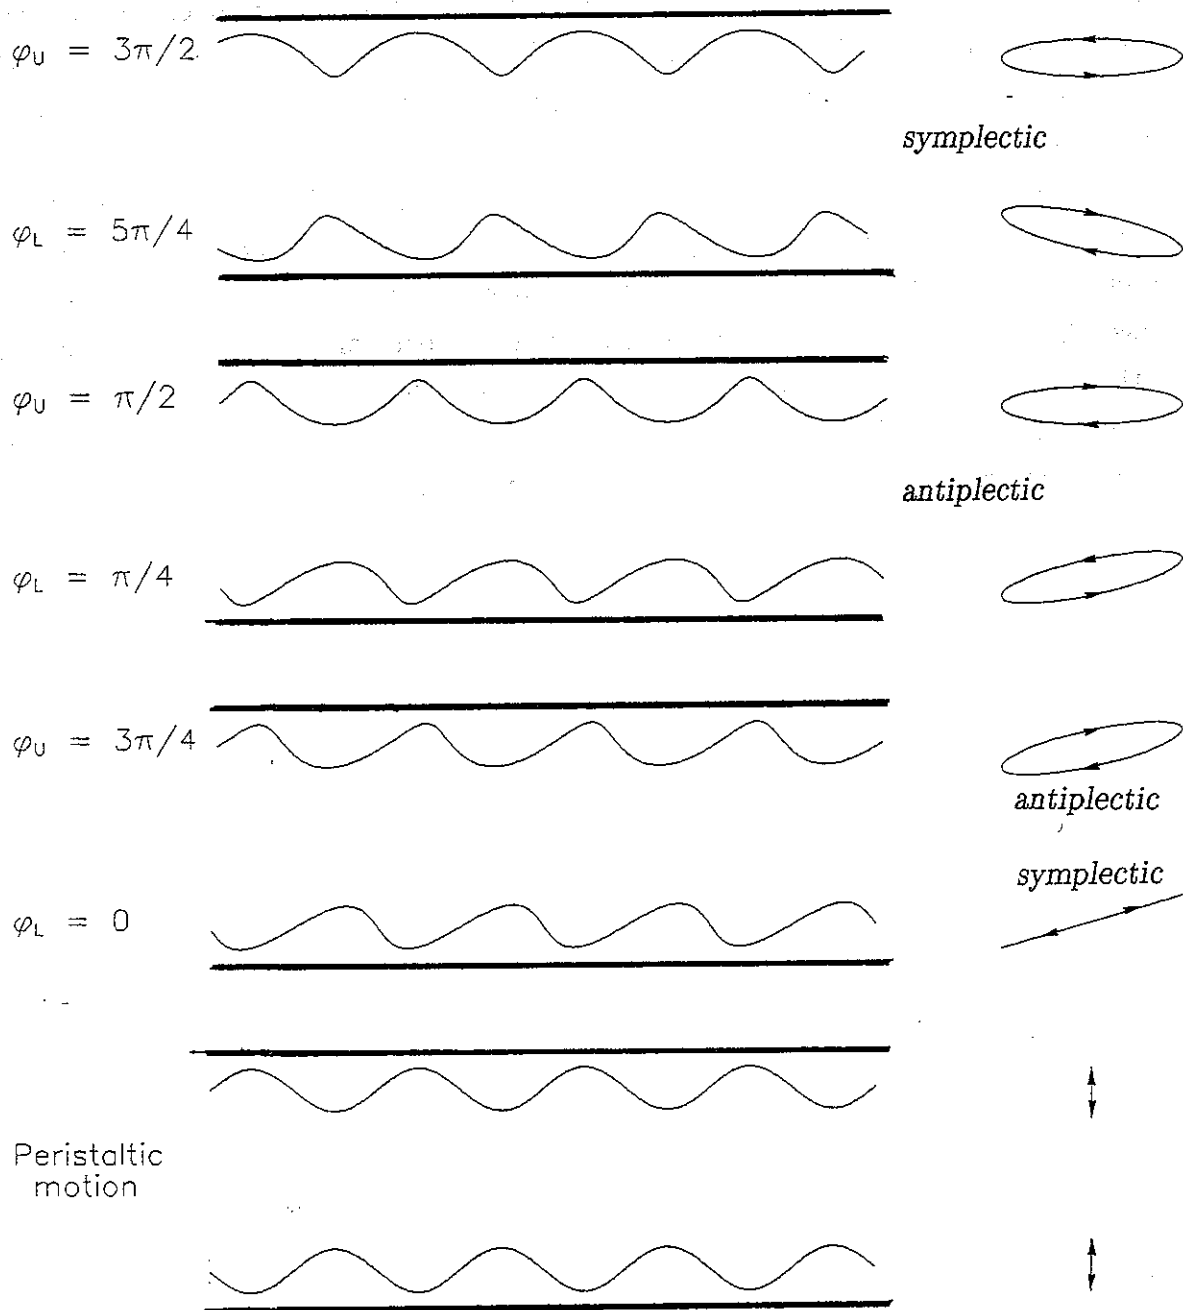 φU = 3π/2
symplectic
φL = 5π/4
φU = π/2
antiplectic
φL = π/4
φU = 3π/4
antiplectic
symplectic
φL = 0
Peristaltic
motion